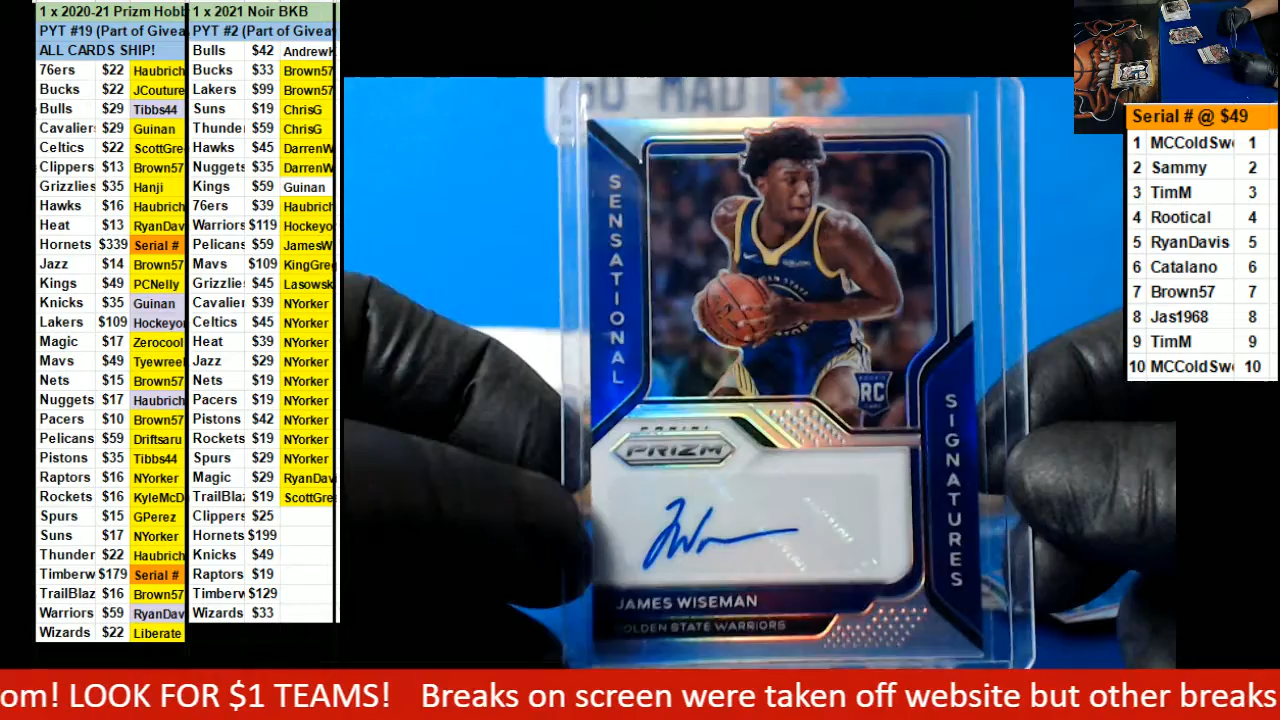 1 x 2020-21 Prizm Hobb
PYT #19 (Part of Giveaw
ALL CARDS SHIP!
76ers $22 Haubrich
Bucks $22 JCouture
Bulls $29 Tibbs44
Cavaliers $29 Guinan
Celtics $22 ScottGre
Clippers $13 Brown57
Grizzlies $35 Hanji
Hawks $16 Haubrich
Heat $13 RyanDav
Hornets $339 Serial #
Jazz $14 Brown57
Kings $49 PCNelly
Knicks $35 Guinan
Lakers $109 Hockeyo
Magic $17 Zerocool
Mavs $49 Tyewree
Nets $15 Brown57
Nuggets $17 Haubrich
Pacers $10 Brown57
Pelicans $59 Driftsaru
Pistons $35 Tibbs44
Raptors $16 NYorker
Rockets $16 KyleMcD
Spurs $15 GPerez
Suns $17 NYorker
Thunder $22 Haubrich
Timberw $179 Serial #
TrailBlaz $16 Brown57
Warriors $59 RyanDav
Wizards $22 Liberate
1 x 2021 Noir BKB
PYT #2 (Part of Giveaw
Bulls $42 AndrewK
Bucks $33 Brown57
Lakers $99 Brown57
Suns $19 ChrisG
Thunde $59 ChrisG
Hawks $45 DarrenW
Nuggets $35 DarrenW
Kings $59 Guinan
76ers $39 Haubrich
Warriors $119 Hockeyo
Pelicans $59 JamesW
Mavs $109 KingGre
Grizzlies $45 Lasowsk
Cavalier $39 NYorker
Celtics $45 NYorker
Heat $39 NYorker
Jazz $29 NYorker
Nets $19 NYorker
Pacers $19 NYorker
Pistons $42 NYorker
Rockets $19 NYorker
Spurs $29 NYorker
Magic $29 RyanDav
TrailBlaz $19 ScottGre
Clippers $25
Hornets $199
Knicks $49
Raptors $19
Timberw $129
Wizards $33
GO MAD
SENSATIONAL
RC
PANINI
PRIZM
SIGNATURES
JAMES WISEMAN
GOLDEN STATE WARRIORS
Serial # @ $49
1 MCColdSwe 1
2 Sammy 2
3 TimM 3
4 Rootical 4
5 RyanDavis 5
6 Catalano 6
7 Brown57 7
8 Jas1968 8
9 TimM 9
10 MCColdSwe 10
om! LOOK FOR $1 TEAMS! Breaks on screen were taken off website but other breaks